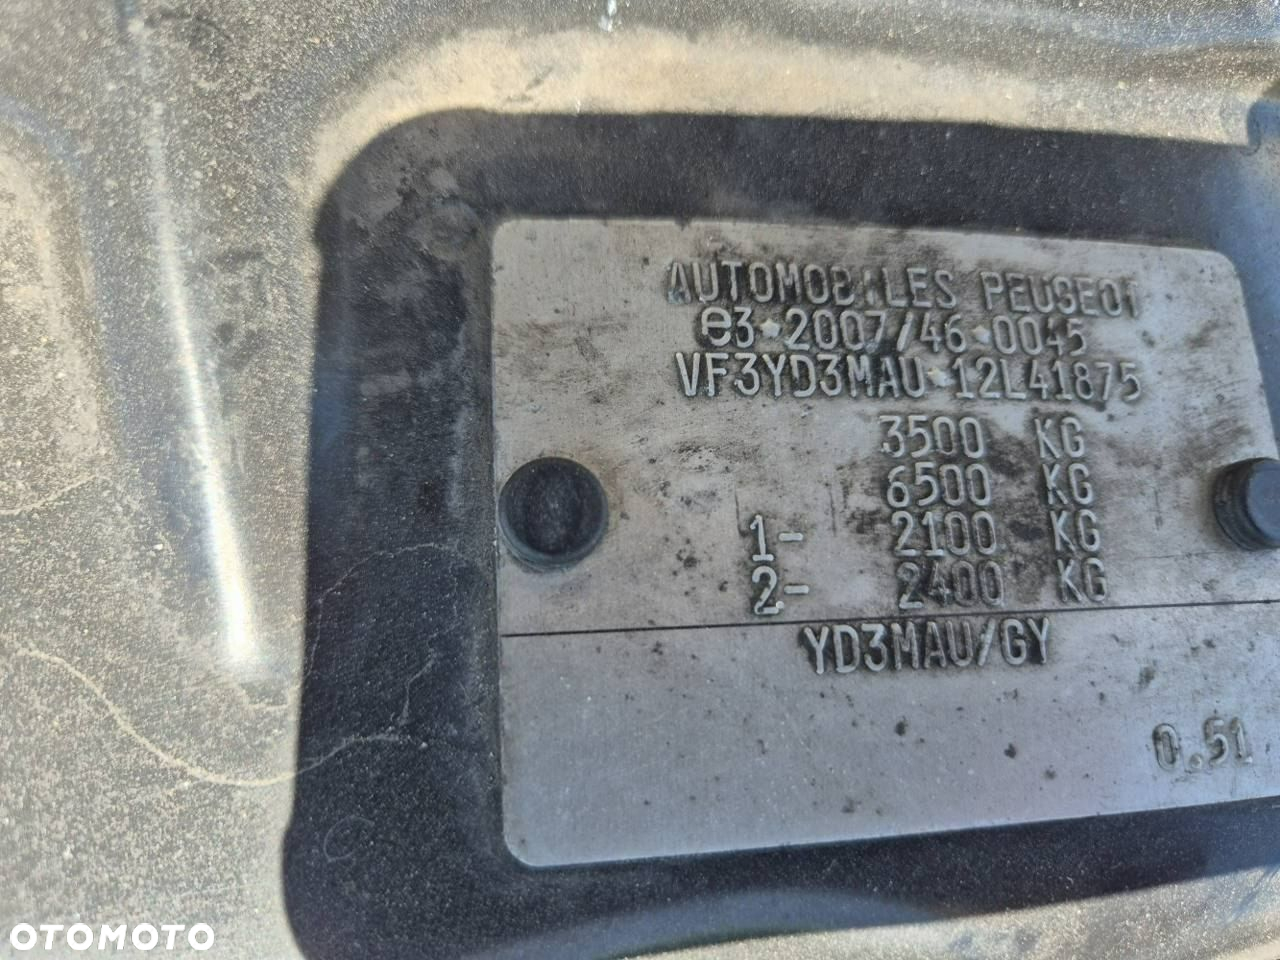 AUTOMOBILES PEUGEOT
e3*2007/46*0045
VF3YD3MAU*12L41875
3500 KG
6500 KG
1- 2100 KG
2- 2400 KG
YD3MAU/GY
0.51
OTOMOTO